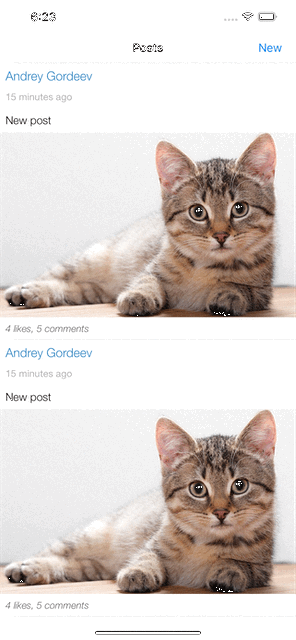 6:23
Posts
New
Andrey Gordeev
15 minutes ago
New post
4 likes, 5 comments
Andrey Gordeev
15 minutes ago
New post
4 likes, 5 comments